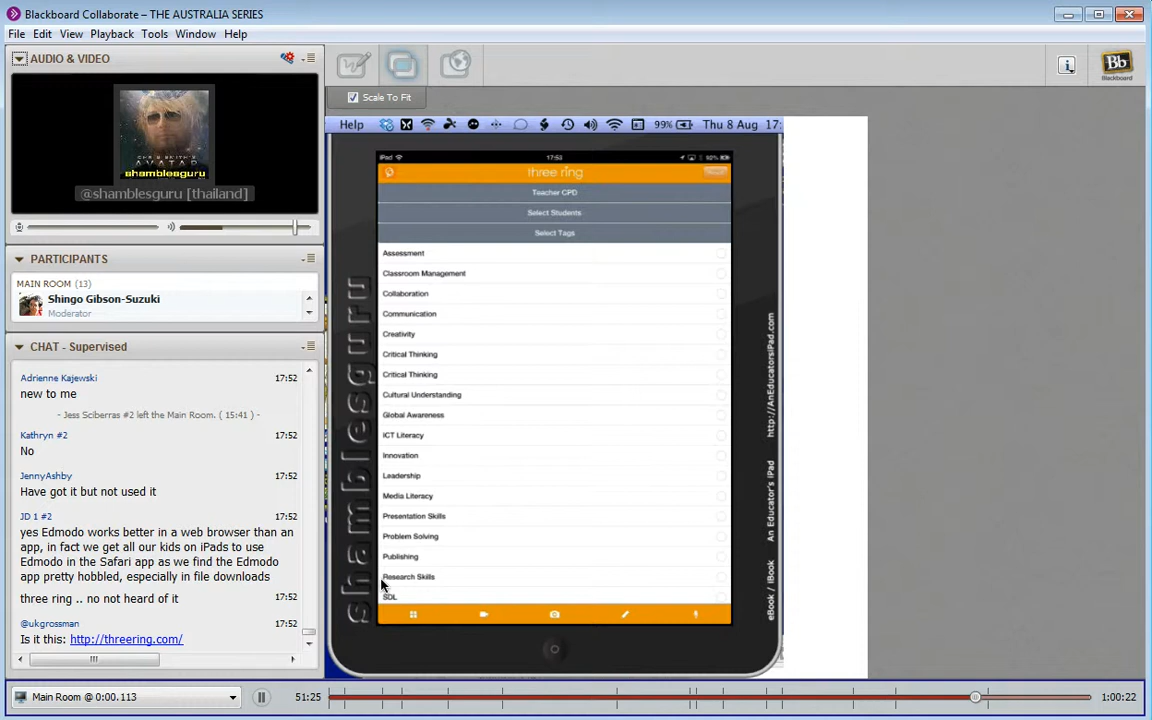 Blackboard Collaborate – THE AUSTRALIA SERIES
File Edit View Playback Tools Window Help
AUDIO & VIDEO
CHRIS SMITH'S
AVATAR
shamblesguru
@shamblesguru [thailand]
PARTICIPANTS
MAIN ROOM (13)
Shingo Gibson-Suzuki
Moderator
CHAT - Supervised
Adrienne Kajewski 17:52
new to me
- Jess Sciberras #2 left the Main Room. ( 15:41 ) -
Kathryn #2 17:52
No
JennyAshby 17:52
Have got it but not used it
JD 1 #2 17:52
yes Edmodo works better in a web browser than an
app, in fact we get all our kids on iPads to use
Edmodo in the Safari app as we find the Edmodo
app pretty hobbled, especially in file downloads
three ring .. no not heard of it 17:52
@ukgrossman 17:52
Is it this: http://threering.com/
Main Room @ 0:00.113
51:25
1:00:22
Scale To Fit
i
Bb
Blackboard
Help 99% Thu 8 Aug 17:
iPad 17:53 92%
three ring
Teacher CPD
Select Students
Select Tags
Assessment
Classroom Management
Collaboration
Communication
Creativity
Critical Thinking
Critical Thinking
Cultural Understanding
Global Awareness
ICT Literacy
Innovation
Leadership
Media Literacy
Presentation Skills
Problem Solving
Publishing
Research Skills
SDL
shamblesguru
eBook / iBook An Educator's iPad http://AnEducatorsiPad.com